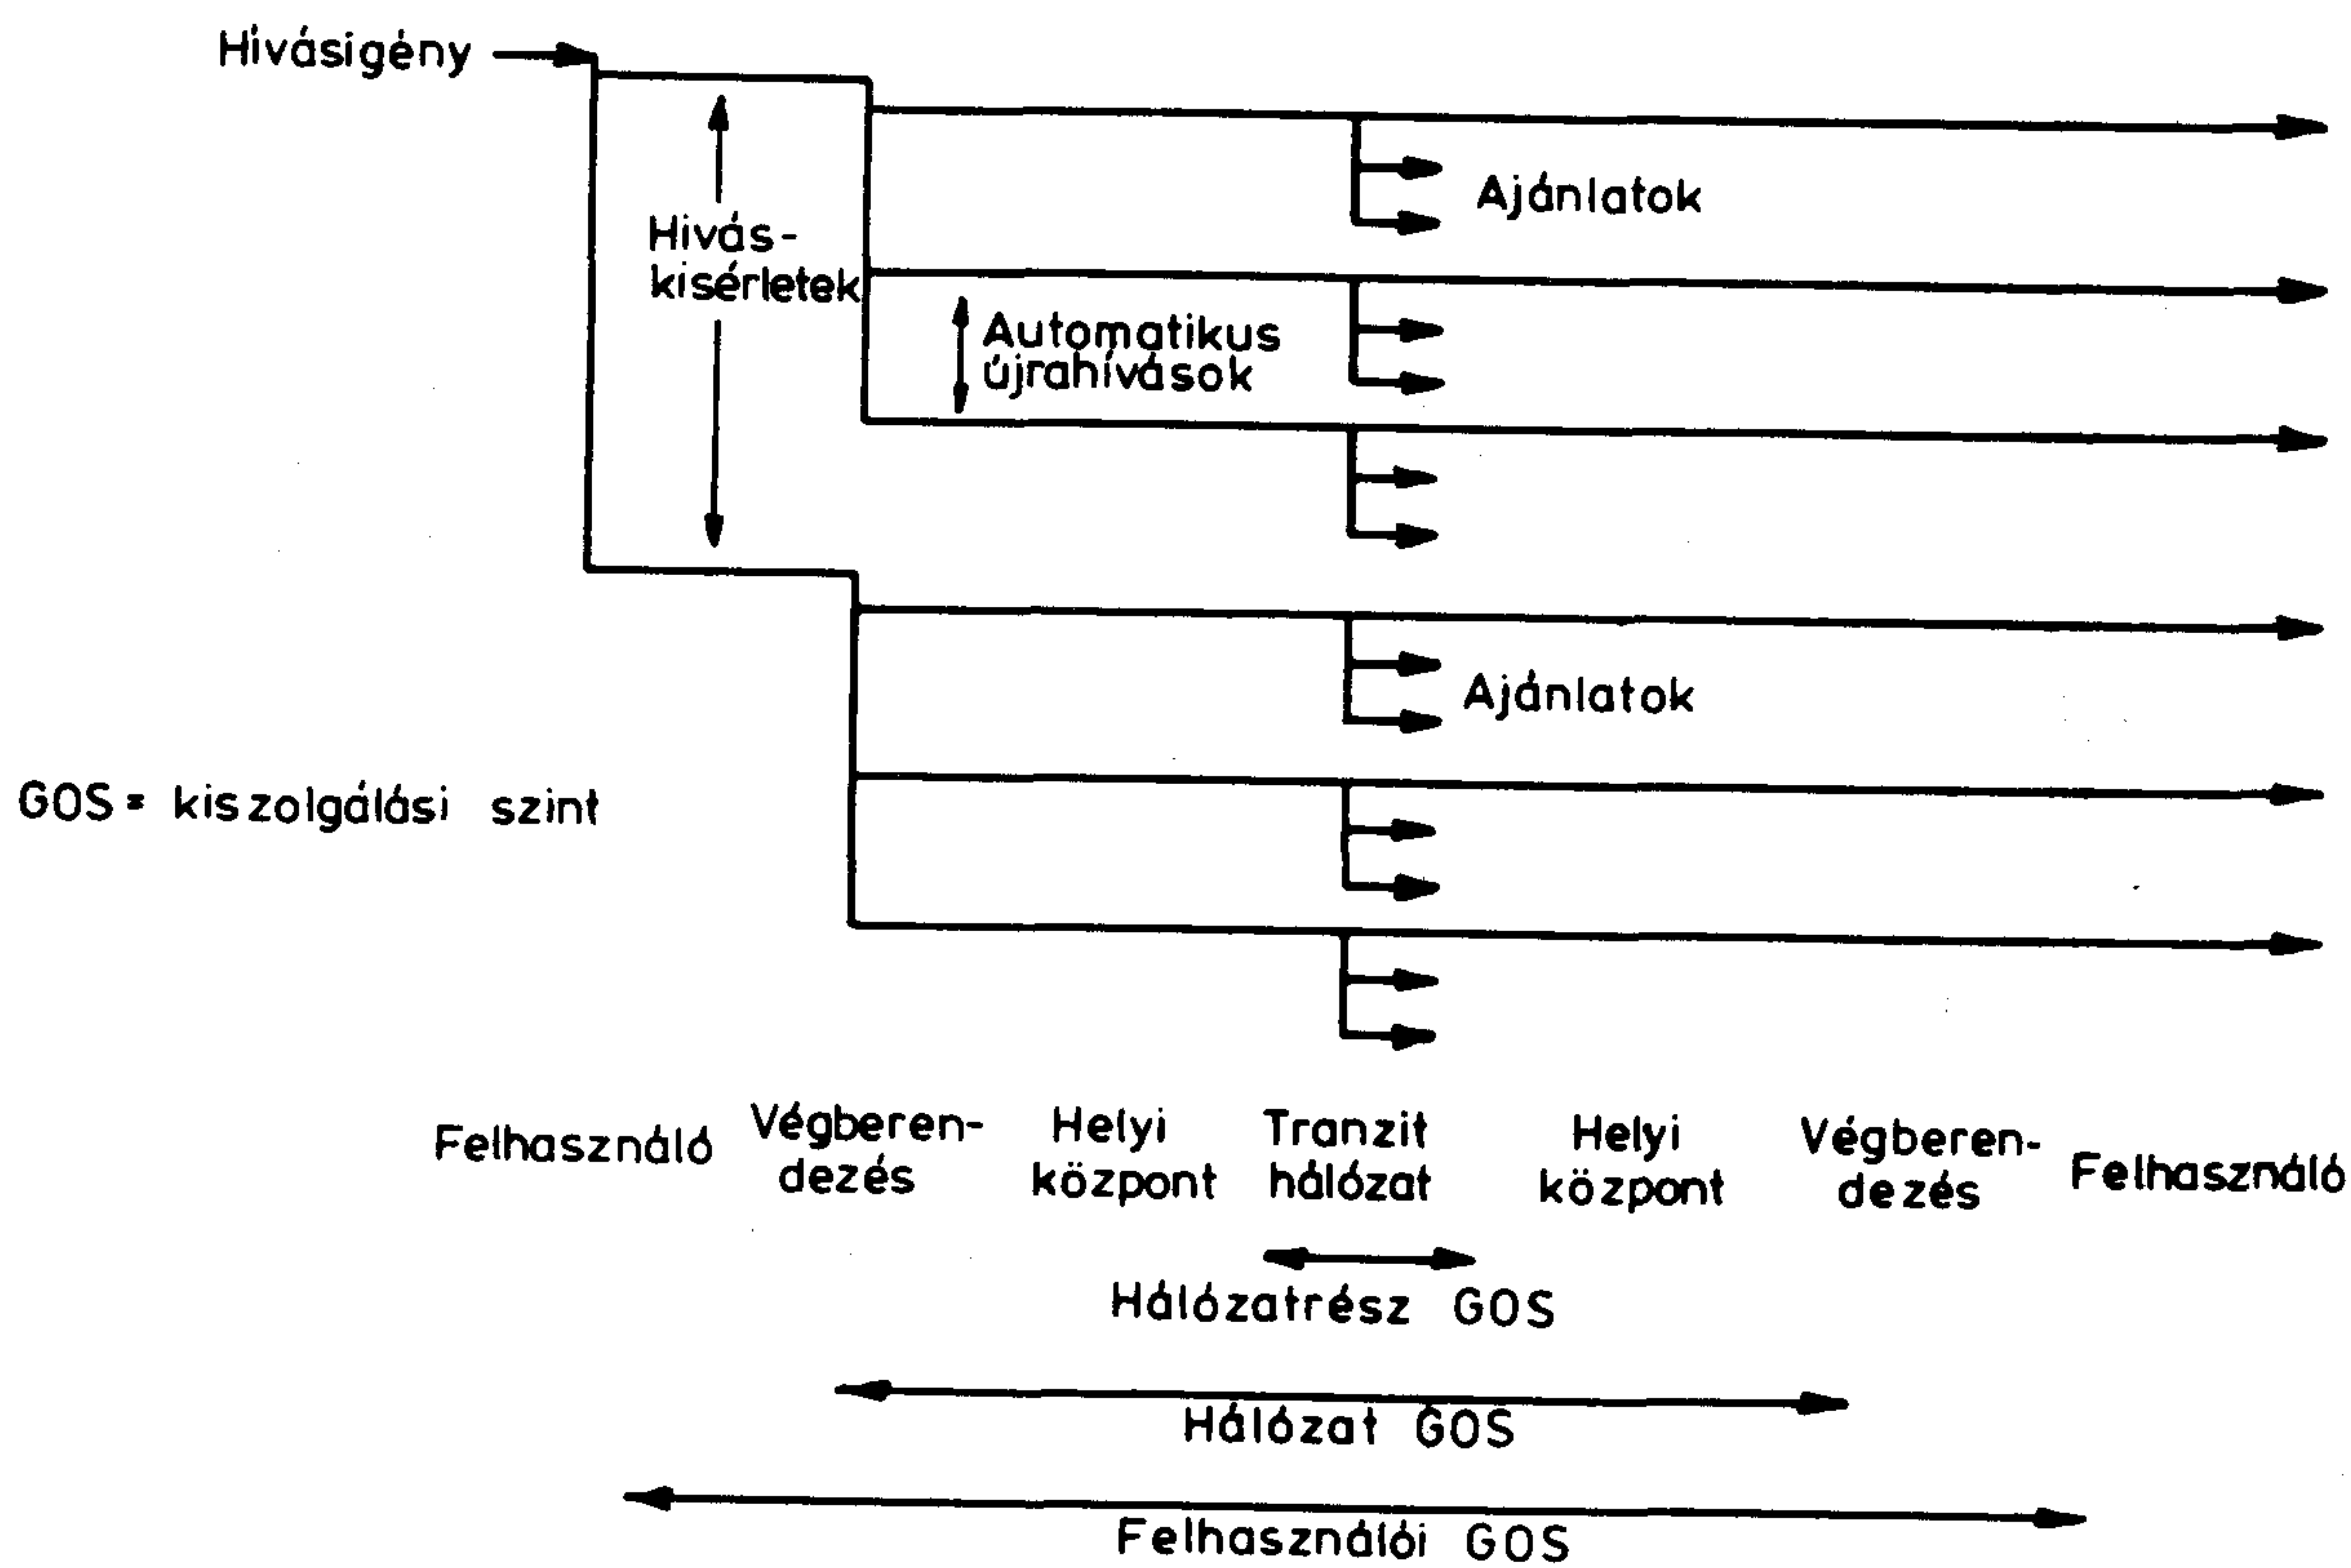 Hívásigény
Ajánlatok
Hivás-
kisérletek
Automatikus
újrahívások
Ajánlatok
GOS = kiszolgálási szint
Felhasználó
Végberen-
dezés
Helyi
központ
Tranzit
hálózat
Helyi
központ
Végberen-
dezés
Felhasználó
Hálózatrész GOS
Hálózat GOS
Felhasználói GOS